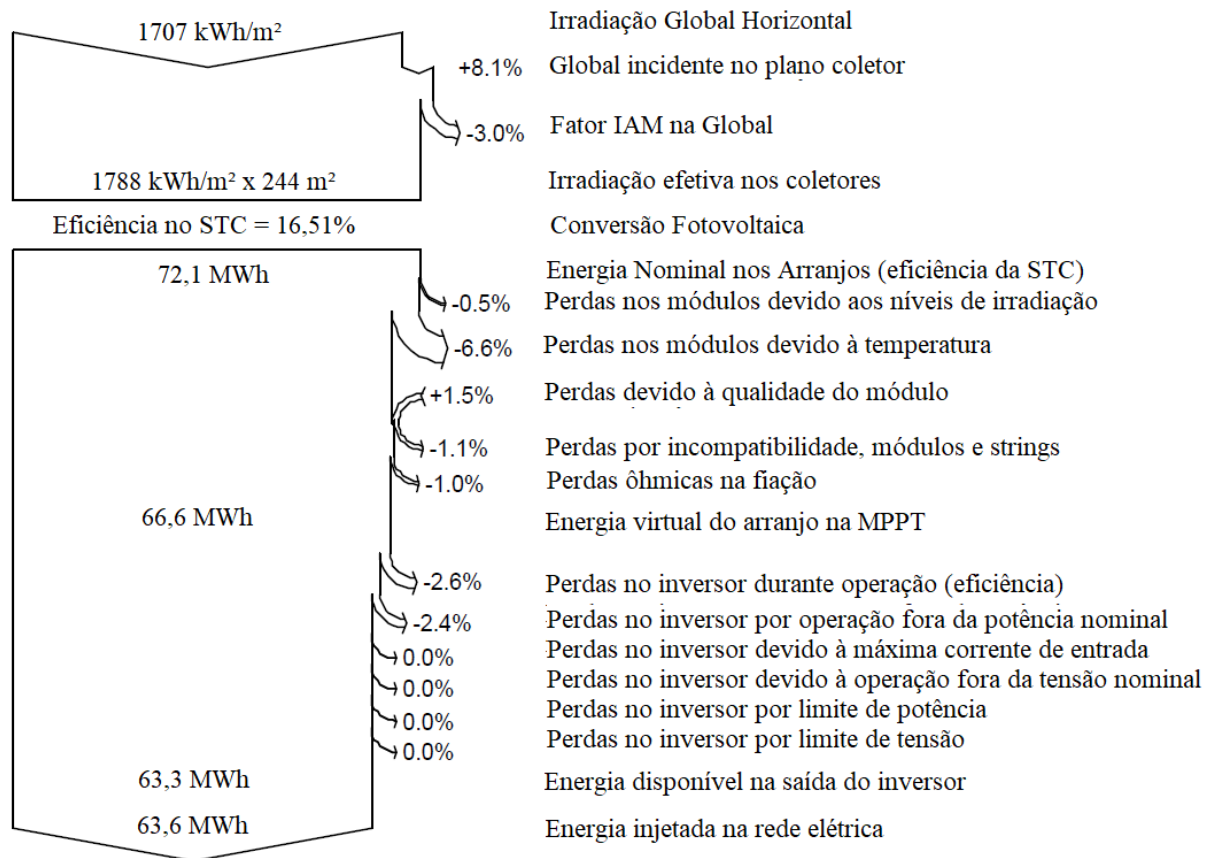 1707 kWh/m²
Irradiação Global Horizontal
+8.1% Global incidente no plano coletor
-3.0% Fator IAM na Global
1788 kWh/m² x 244 m²
Irradiação efetiva nos coletores
Eficiência no STC = 16,51%
Conversão Fotovoltaica
72,1 MWh
Energia Nominal nos Arranjos (eficiência da STC)
-0.5% Perdas nos módulos devido aos níveis de irradiação
-6.6% Perdas nos módulos devido à temperatura
+1.5% Perdas devido à qualidade do módulo
-1.1% Perdas por incompatibilidade, módulos e strings
-1.0% Perdas ôhmicas na fiação
66,6 MWh
Energia virtual do arranjo na MPPT
-2.6% Perdas no inversor durante operação (eficiência)
-2.4% Perdas no inversor por operação fora da potência nominal
0.0% Perdas no inversor devido à máxima corrente de entrada
0.0% Perdas no inversor devido à operação fora da tensão nominal
0.0% Perdas no inversor por limite de potência
0.0% Perdas no inversor por limite de tensão
63,3 MWh
Energia disponível na saída do inversor
63,6 MWh
Energia injetada na rede elétrica